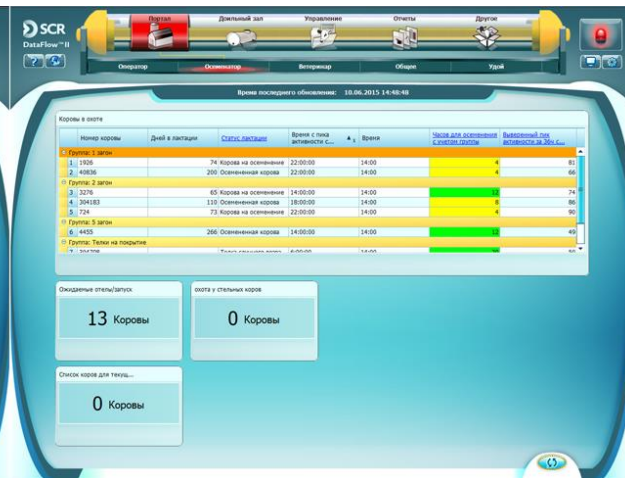 SCR
DataFlow™II
Портал
Доильный зал
Управление
Отчеты
Другое
Оператор
Осеменатор
Ветеринар
Общее
Удой
Время последнего обновления: 10.06.2015 14:48:48
Коровы в охоте
Номер коровы Дней в лактации Статус лактации Время с пика активности с... ▲ 1 Время Часов для осеменения с учетом группы Выверенный пик активности за 36ч с...
Группа: 1 загон
1 1926 74 Корова на осеменение 22:00:00 14:00 4 81
2 40836 200 Осемененная корова 22:00:00 14:00 4 66
Группа: 2 загон
3 3276 65 Корова на осеменение 14:00:00 14:00 12 74
4 304183 110 Осемененная корова 18:00:00 14:00 8 86
5 724 73 Корова на осеменение 22:00:00 14:00 4 90
Группа: 5 загон
6 4455 266 Осемененная корова 14:00:00 14:00 12 49
Группа: Телки на покрытие
Ожидаемые отелы/запуск
13 Коровы
охота у стельных коров
0 Коровы
Список коров для текущ...
0 Коровы